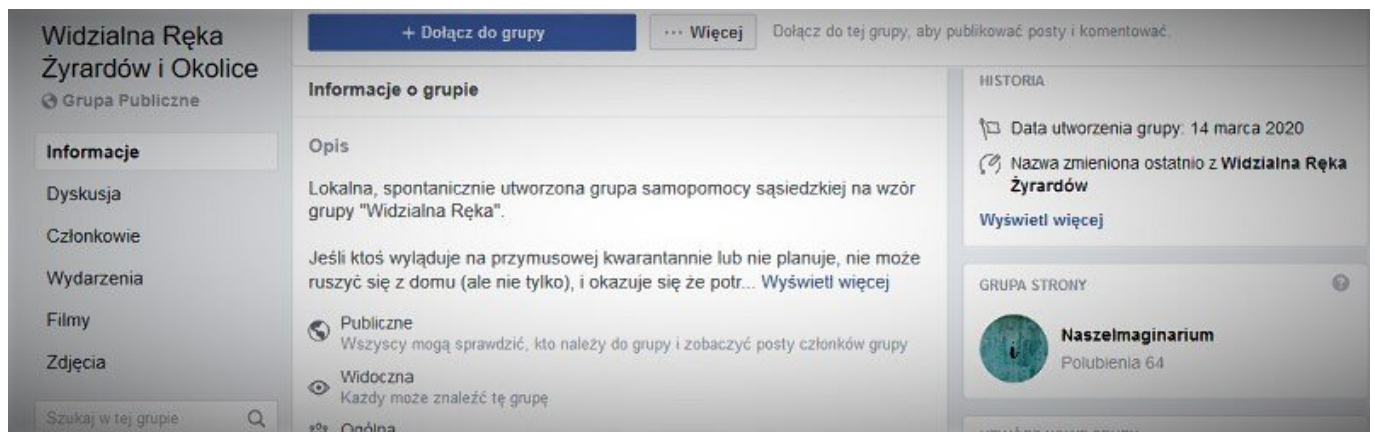 Widzialna Ręka
Żyrardów i Okolice
Grupa Publiczne
Informacje
Dyskusja
Członkowie
Wydarzenia
Filmy
Zdjęcia
Szukaj w tej grupie
+ Dołącz do grupy
··· Więcej
Dołącz do tej grupy, aby publikować posty i komentować.
Informacje o grupie
Opis
Lokalna, spontanicznie utworzona grupa samopomocy sąsiedzkiej na wzór
grupy "Widzialna Ręka".
Jeśli ktoś wyląduje na przymusowej kwarantannie lub nie planuje, nie może
ruszyć się z domu (ale nie tylko), i okazuje się że potr... Wyświetl więcej
Publiczne
Wszyscy mogą sprawdzić, kto należy do grupy i zobaczyć posty członków grupy
Widoczna
Każdy może znaleźć tę grupę
Ogólna
HISTORIA
Data utworzenia grupy: 14 marca 2020
Nazwa zmieniona ostatnio z Widzialna Ręka
Żyrardów
Wyświetl więcej
GRUPA STRONY
i
NaszeImaginarium
Polubienia 64